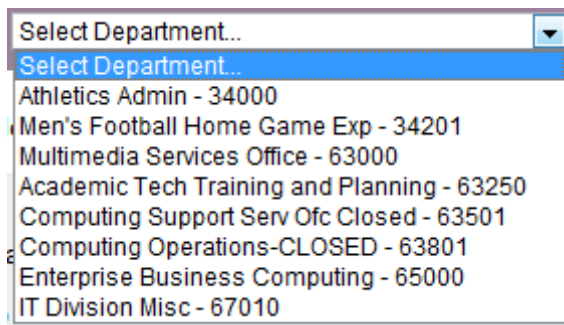 Select Department...
Select Department...
Athletics Admin - 34000
Men's Football Home Game Exp - 34201
Multimedia Services Office - 63000
Academic Tech Training and Planning - 63250
Computing Support Serv Ofc Closed - 63501
Computing Operations-CLOSED - 63801
Enterprise Business Computing - 65000
IT Division Misc - 67010